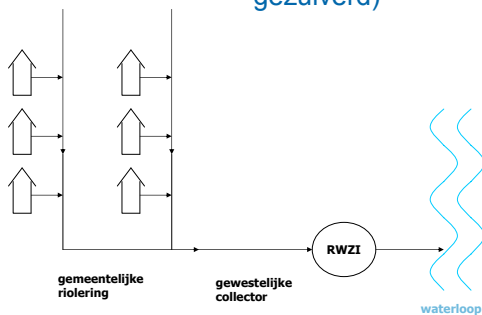 gezuiverd)
RWZI
gemeentelijke
riolering
gewestelijke
collector
waterloop